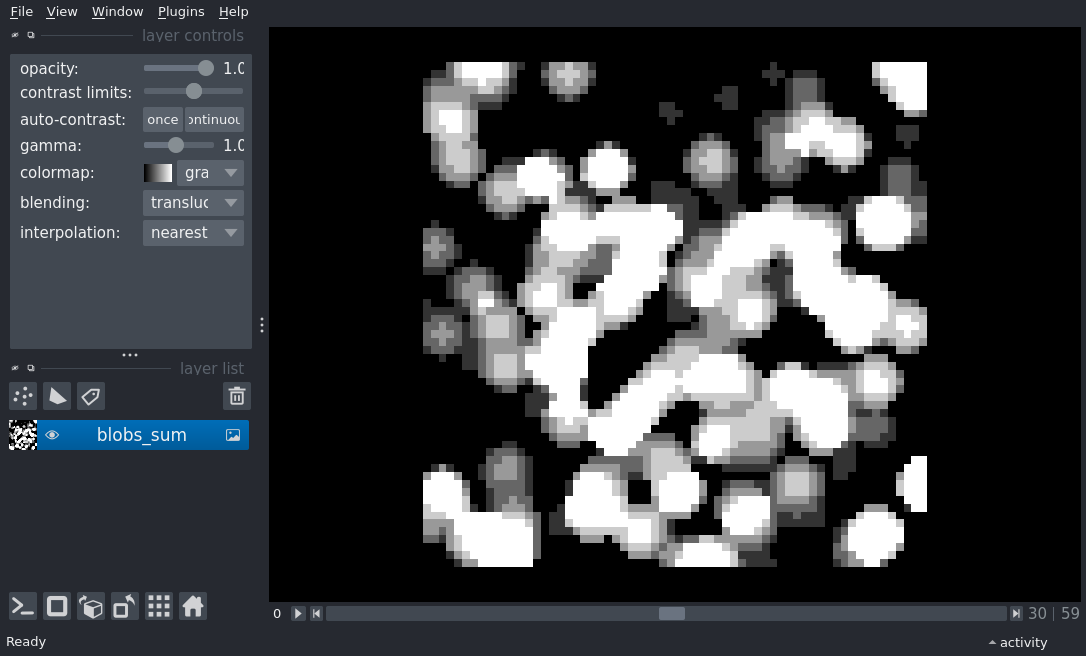 File View Window Plugins Help
layer controls
opacity: 1.0
contrast limits:
auto-contrast: once ontinuou
gamma: 1.0
colormap: gra
blending: transluc
interpolation: nearest
layer list
blobs_sum
0 30 | 59
Ready activity